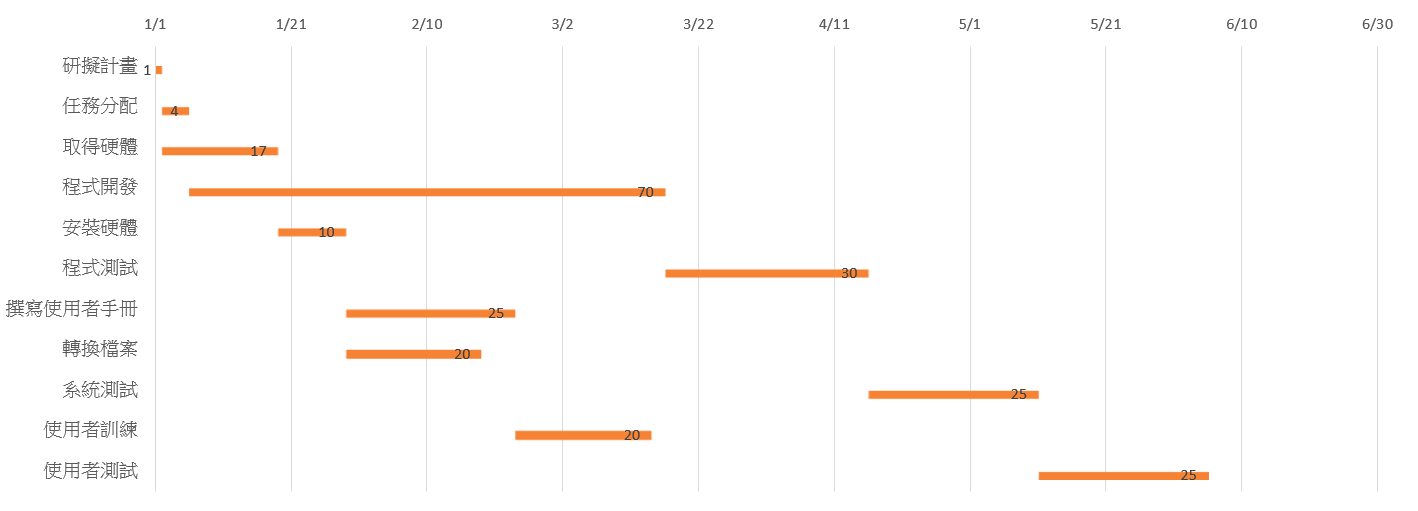 1/1 1/21 2/10 3/2 3/22 4/11 5/1 5/21 6/10 6/30
研擬計畫 1
任務分配 4
取得硬體 17
程式開發 70
安裝硬體 10
程式測試 30
撰寫使用者手冊 25
轉換檔案 20
系統測試 25
使用者訓練 20
使用者測試 25